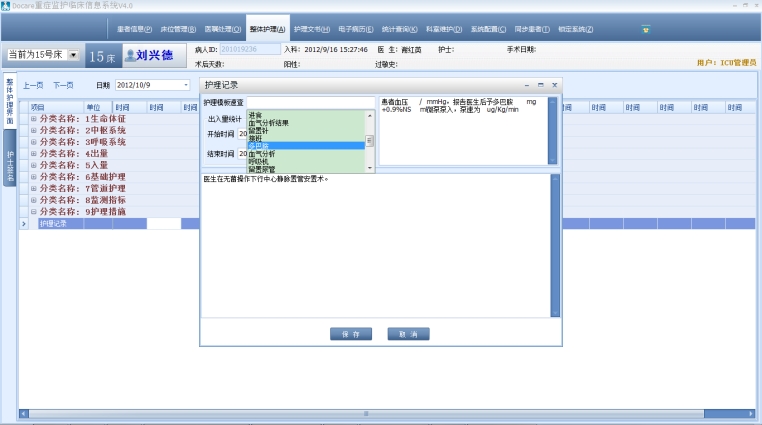 Docare重症监护临床信息系统V4.0
患者信息(P) 床位管理(B) 医嘱处理(O) 整体护理(A) 护理文书(H) 电子病历(E) 统计查询(K) 科室维护(D) 系统配置(C) 同步患者(T) 锁定系统(Z)
当前为15号床 15床 刘兴德
病人ID: 201019236 入科: 2012/9/16 15:27:46 医 生: 护士: 手术日期:
术后天数: 阳性: 过敏史: 用户: ICU管理员
整体护理界面
护士签名
上一页 下一页 日期 2012/10/9
项目 单位 时间 时间 时间 时间 时间 时间 时间 时间
分类名称: 1生命体征
分类名称: 2中枢系统
分类名称: 3呼吸系统
分类名称: 4出量
分类名称: 5入量
分类名称: 6基础护理
分类名称: 7管道护理
分类名称: 8监测指标
分类名称: 9护理措施
护理记录
护理记录
护理模板速查
出入量统计
开始时间 20
结束时间 20
进食
血气分析结果
留置针
接班
多巴胺
血气分析
呼吸机
留置尿管
患者血压 / mmHg,报告医生后予多巴胺 mg
+0.9%NS ml微泵泵入,泵速为 ug/Kg/min
医生在无菌操作下行中心静脉置管安置术。
保 存 取 消